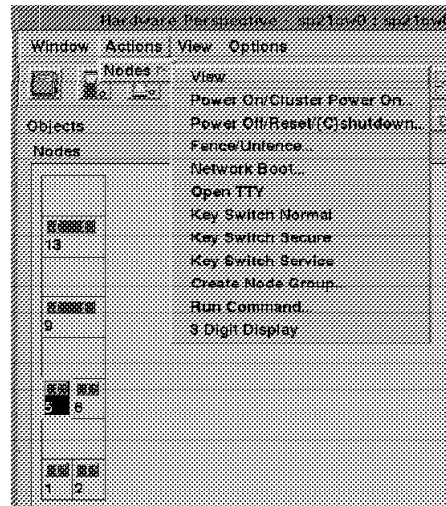 Hardware Perspective : sp21cw0 : sp21cw
Window Actions View Options
Nodes
View
Power On/Cluster Power On...
Power Off/Reset/(C)shutdown...
Fence/Unfence...
Network Boot...
Open TTY
Key Switch Normal
Key Switch Secure
Key Switch Service
Create Node Group...
Run Command...
3 Digit Display
Objects
Nodes
13
9
5 6
1 2